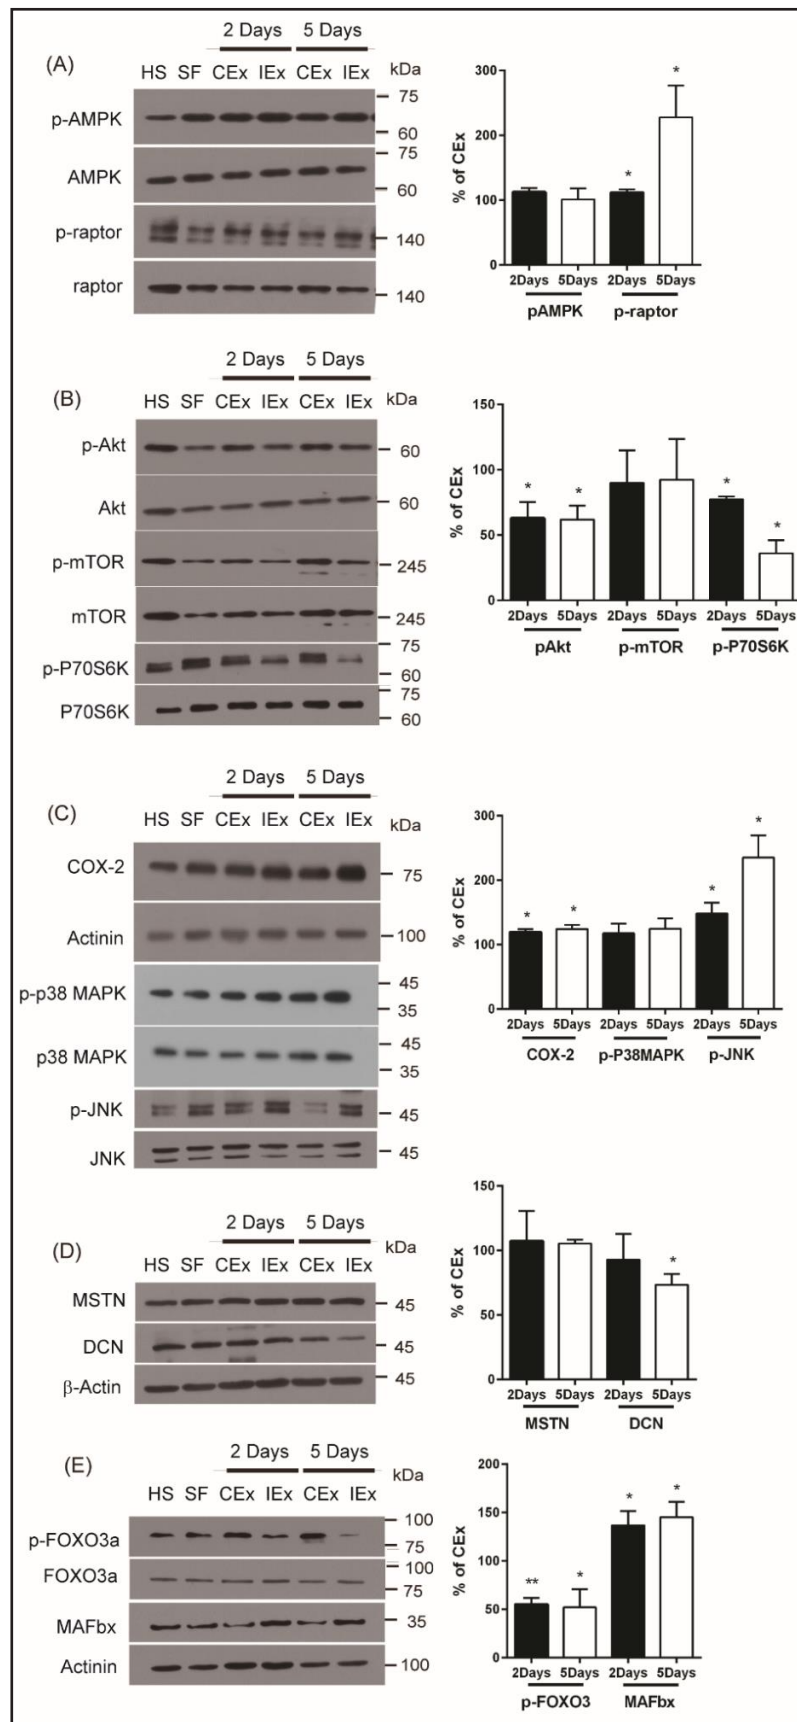 2 Days 5 Days
(A)
HS SF CEx IEx CEx IEx kDa
p-AMPK
75
60
AMPK
75
60
p-raptor
140
raptor
140
% of CEx
300
200
100
0
2Days 5Days 2Days 5Days
pAMPK p-raptor
* *
2 Days 5 Days
(B)
HS SF CEx IEx CEx IEx kDa
p-Akt
60
Akt
60
p-mTOR
245
mTOR
245
p-P70S6K
75
60
P70S6K
75
60
% of CEx
150
100
50
0
* * * *
2Days 5Days 2Days 5Days 2Days 5Days
pAkt p-mTOR p-P70S6K
2 Days 5 Days
(C)
HS SF CEx IEx CEx IEx
kDa
COX-2
75
Actinin
100
p-p38 MAPK
45
35
p38 MAPK
45
35
p-JNK
45
JNK
45
% of CEx
300
200
100
0
* * * *
2Days 5Days 2Days 5Days 2Days 5Days
COX-2 p-P38MAPK p-JNK
2 Days 5 Days
(D)
HS SF CEx IEx CEx IEx
kDa
MSTN
45
DCN
45
β-Actin
45
% of CEx
150
100
50
0
*
2Days 5Days 2Days 5Days
MSTN DCN
2 Days 5 Days
(E)
HS SF CEx IEx CEx IEx
kDa
p-FOXO3a
100
75
FOXO3a
100
75
MAFbx
35
Actinin
100
% of CEx
200
150
100
50
0
** * * *
2Days 5Days 2Days 5Days
p-FOXO3 MAFbx